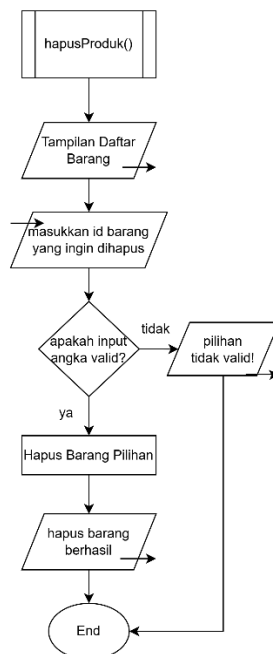 hapusProduk()
Tampilan Daftar
Barang
masukkan id barang
yang ingin dihapus
apakah input
angka valid?
tidak
pilihan
tidak valid!
ya
Hapus Barang Pilihan
hapus barang
berhasil
End